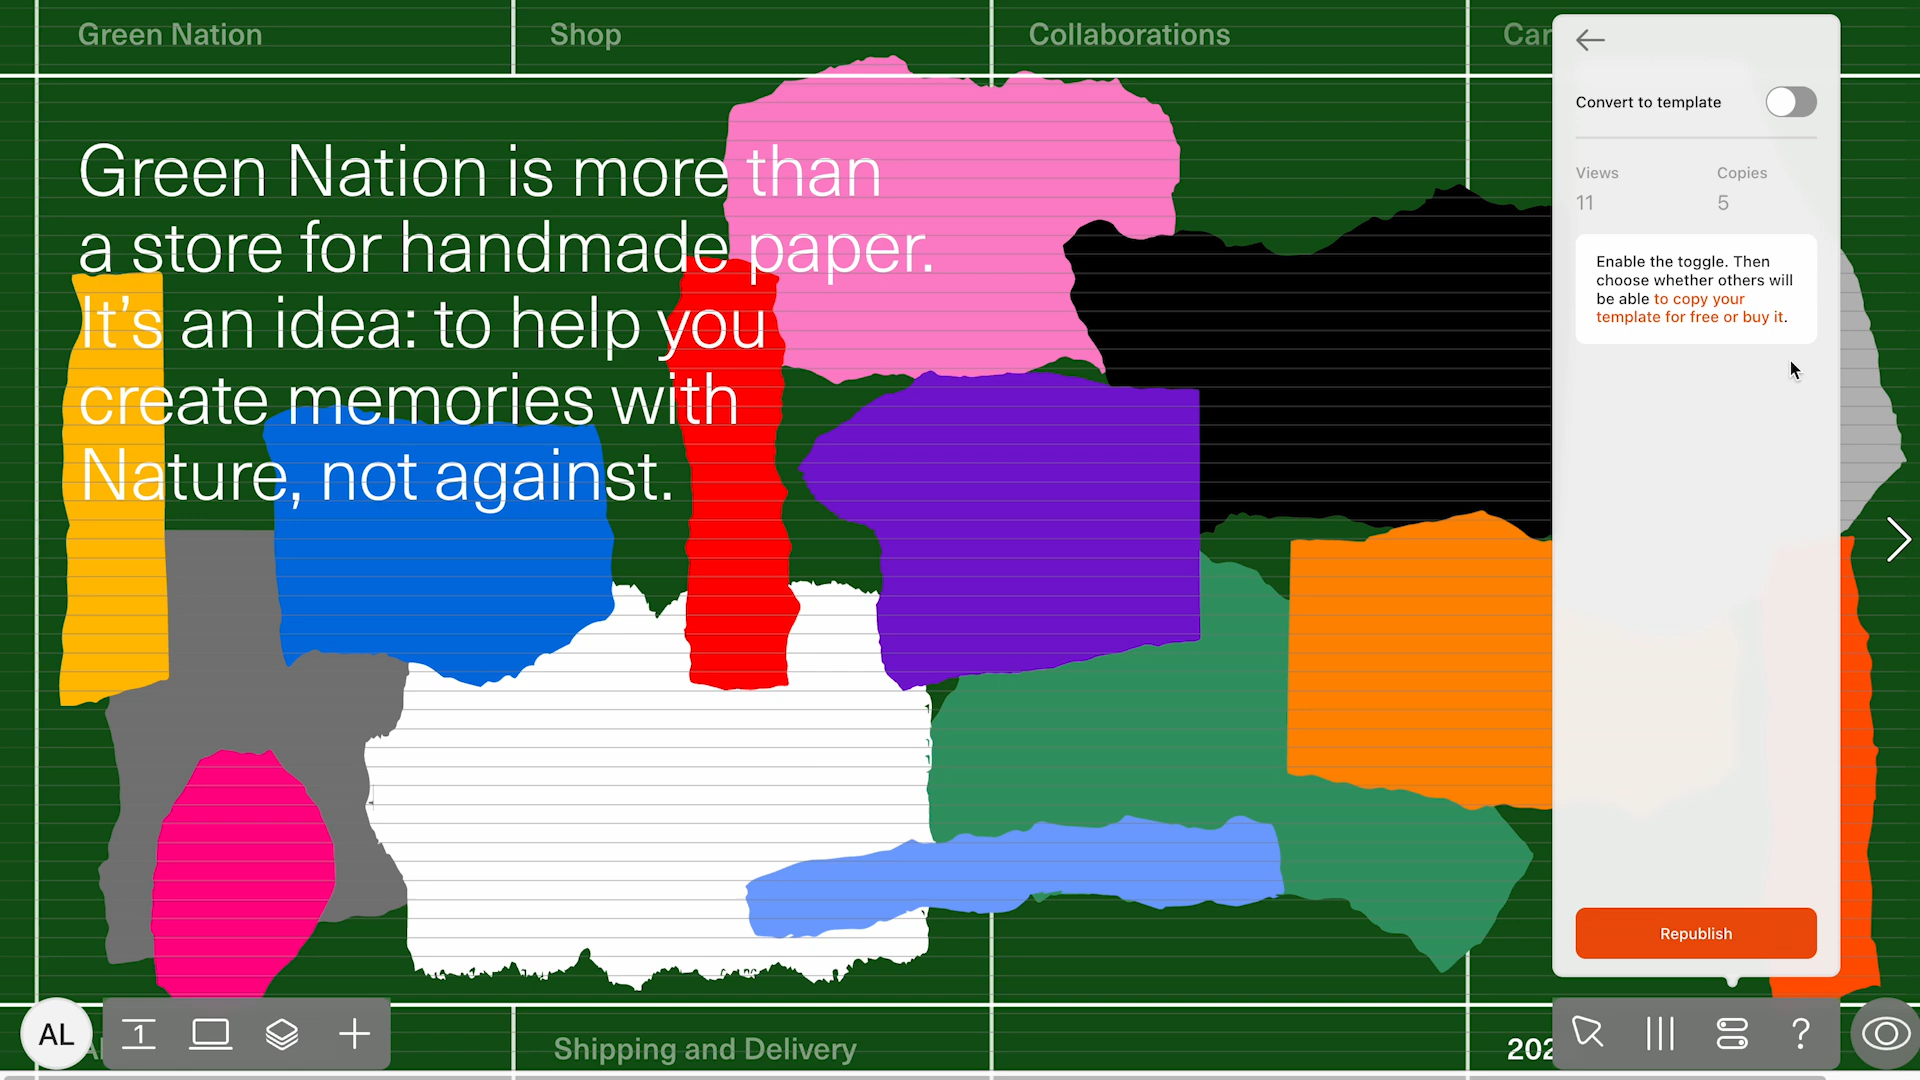 Green Nation
Shop
Collaborations
Convert to template
Views
Copies
11
5
Enable the toggle. Then
choose whether others will
be able to copy your
template for free or buy it.
Republish
Green Nation is more than
a store for handmade paper.
It’s an idea: to help you
create memories with
Nature, not against.
AL
1
Shipping and Delivery
?